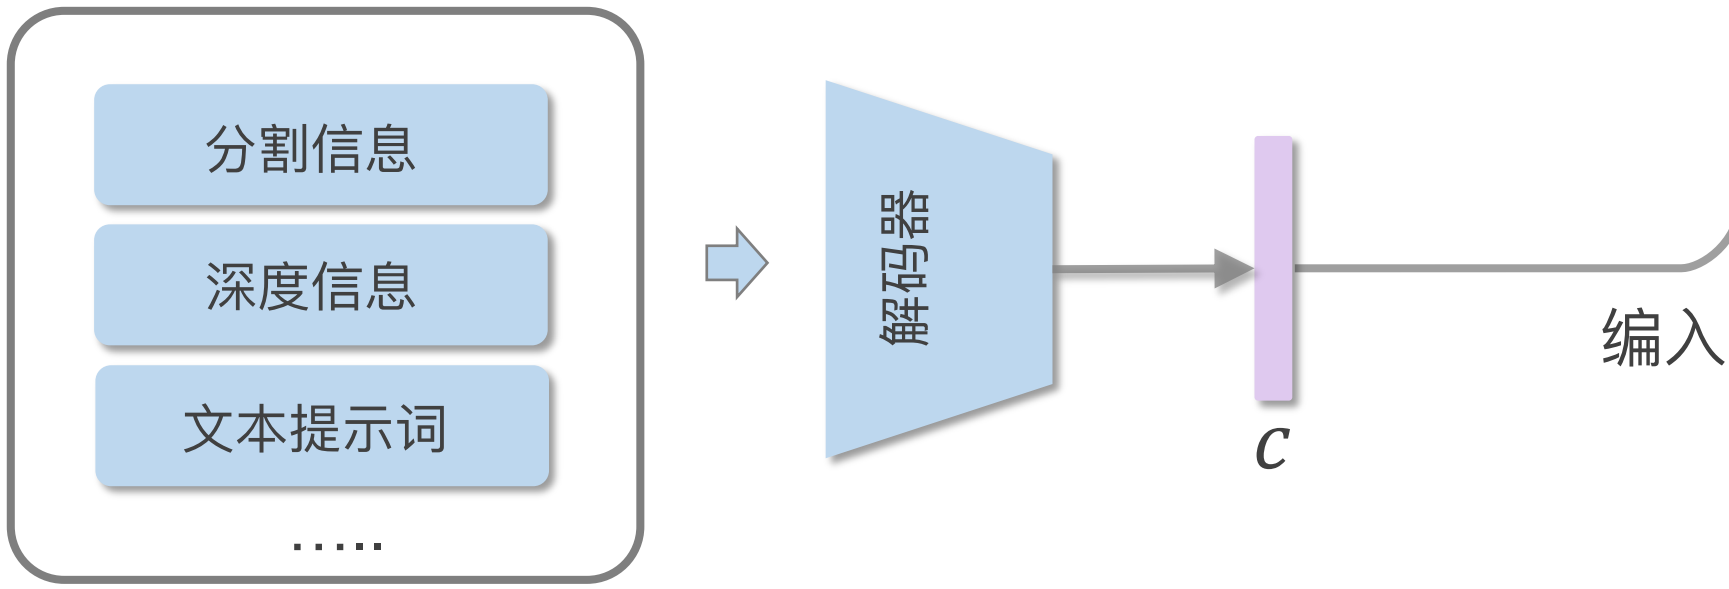 分割信息
深度信息
文本提示词
.....
解码器
c
编入